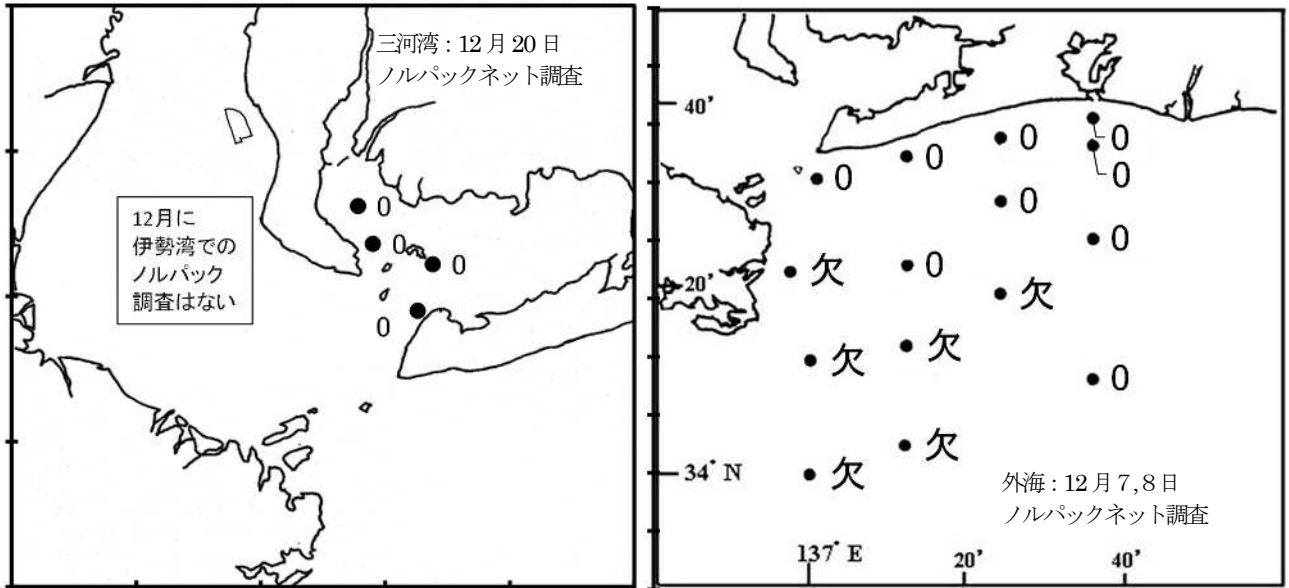 三河湾：12月20日
ノルパックネット調査
0
0
0
0
12月に
伊勢湾での
ノルパック
調査はない
40'
20'
34° N
137° E
20'
40'
0
0
0
0
0
0
欠
0
0
欠
欠
欠
0
欠
欠
外海：12月7,8日
ノルパックネット調査